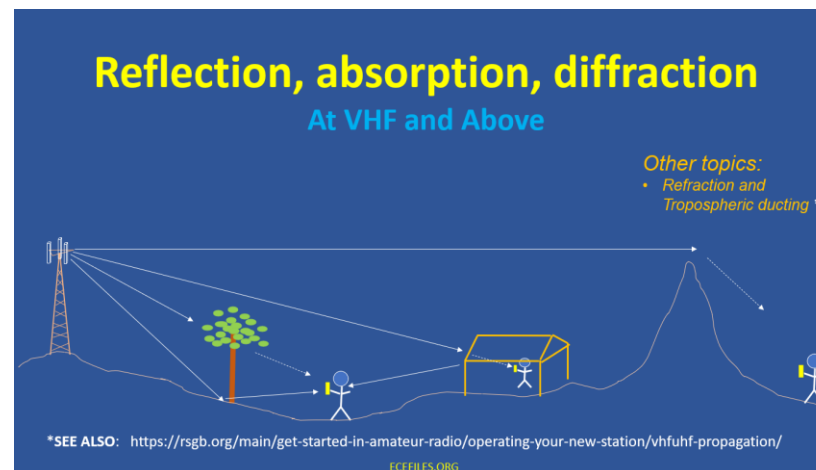 Reflection, absorption, diffraction
At VHF and Above
Other topics:
• Refraction and
Tropospheric ducting
*SEE ALSO: https://rsgb.org/main/get-started-in-amateur-radio/operating-your-new-station/vhfuhf-propagation/
ECEFILES.ORG